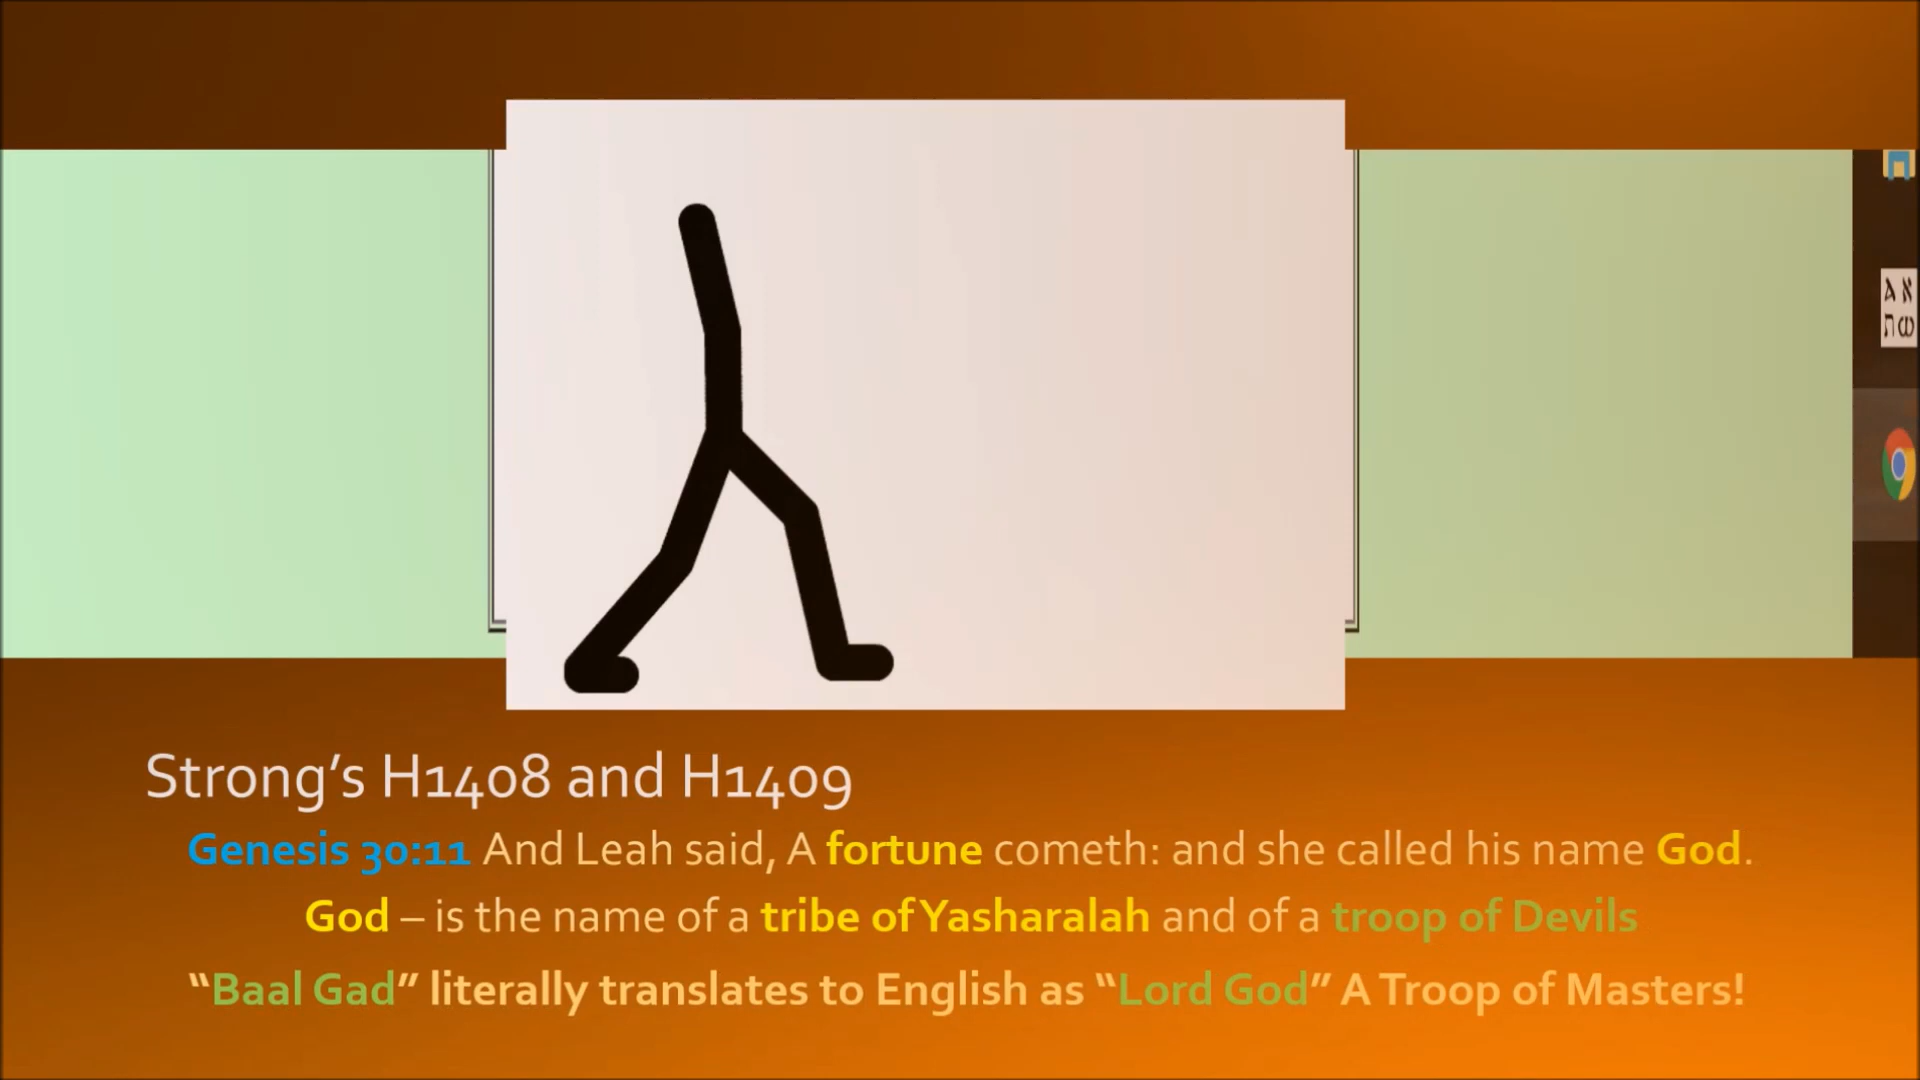 א ג
ת ש
Strong’s H1408 and H1409
Genesis 30:11 And Leah said, A fortune cometh: and she called his name God.
God – is the name of a tribe of Yasharalah and of a troop of Devils
“Baal Gad” literally translates to English as “Lord God” A Troop of Masters!